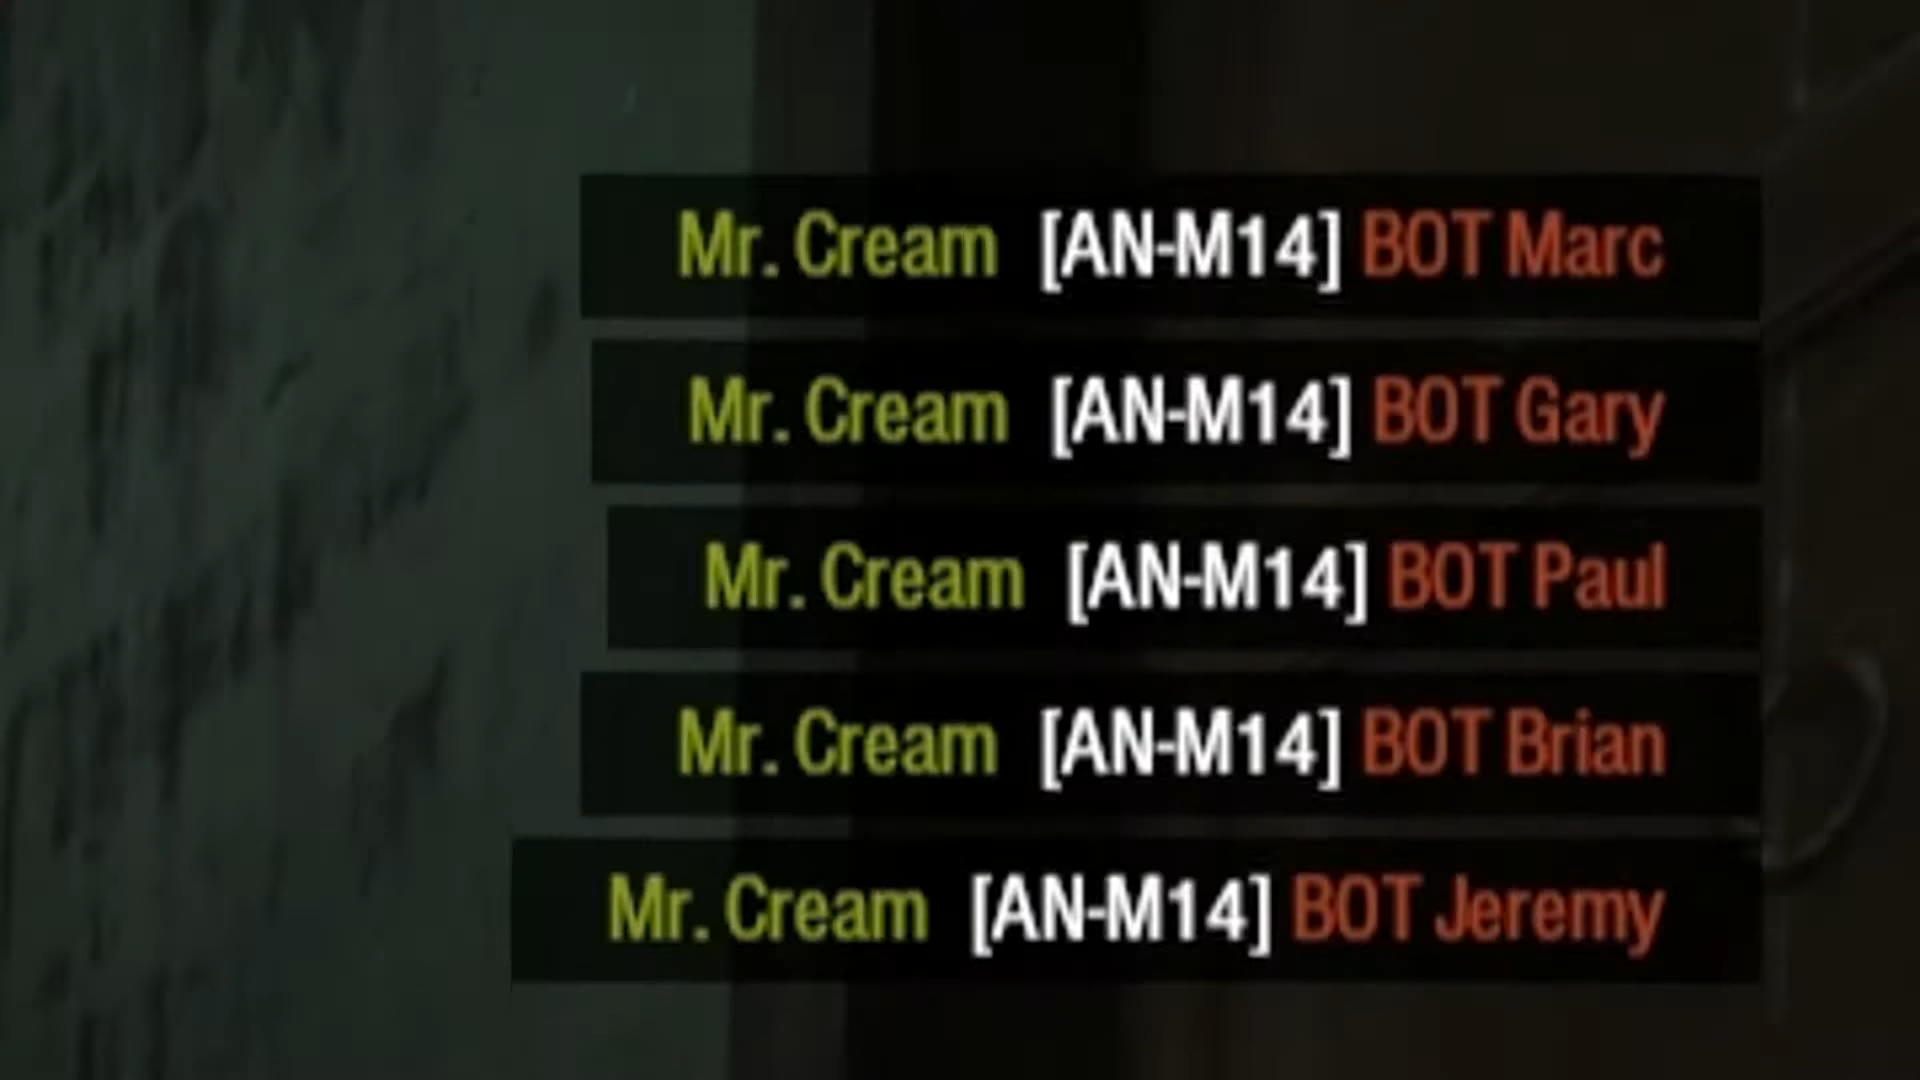 Mr. Cream [AN-M14] BOT Marc
Mr. Cream [AN-M14] BOT Gary
Mr. Cream [AN-M14] BOT Paul
Mr. Cream [AN-M14] BOT Brian
Mr. Cream [AN-M14] BOT Jeremy